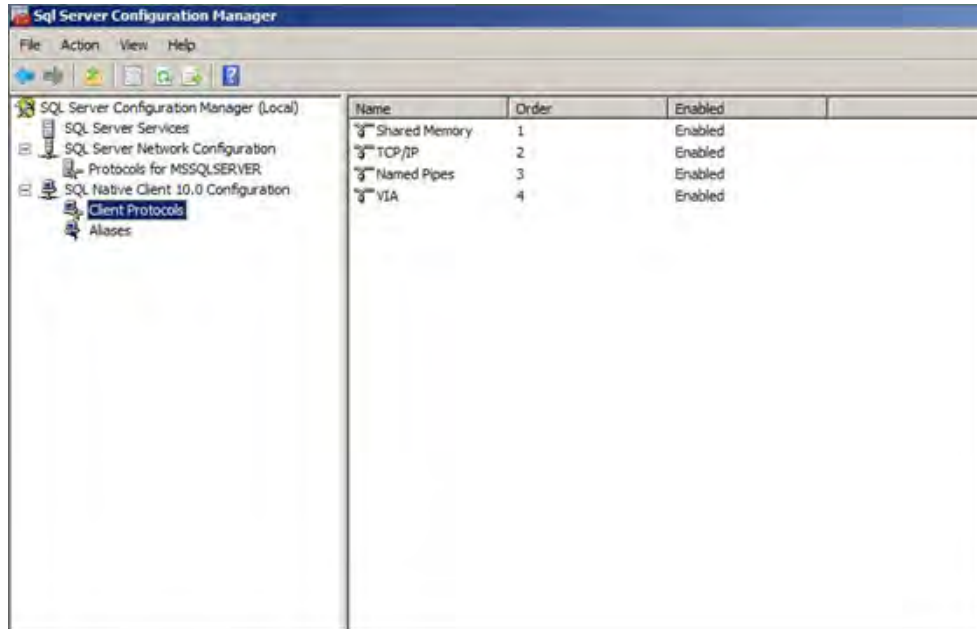 Sql Server Configuration Manager
File Action View Help
SQL Server Configuration Manager (Local)
SQL Server Services
SQL Server Network Configuration
Protocols for MSSQLSERVER
SQL Native Client 10.0 Configuration
Client Protocols
Aliases
Name Order Enabled
Shared Memory 1 Enabled
TCP/IP 2 Enabled
Named Pipes 3 Enabled
VIA 4 Enabled